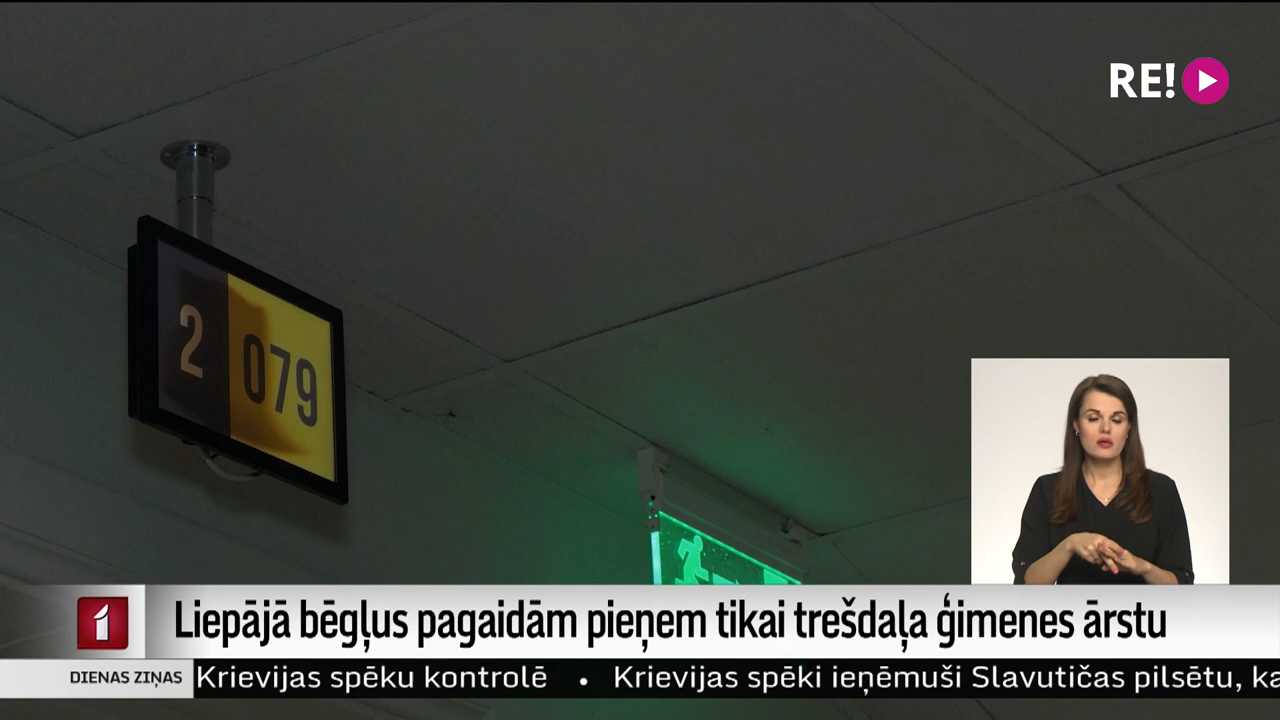 RE!
2 079
1
Liepājā bēgļus pagaidām pieņem tikai trešdaļa ģimenes ārstu
DIENAS ZIŅAS
Krievijas spēku kontrolē • Krievijas spēki ieņēmuši Slavutičas pilsētu, ka